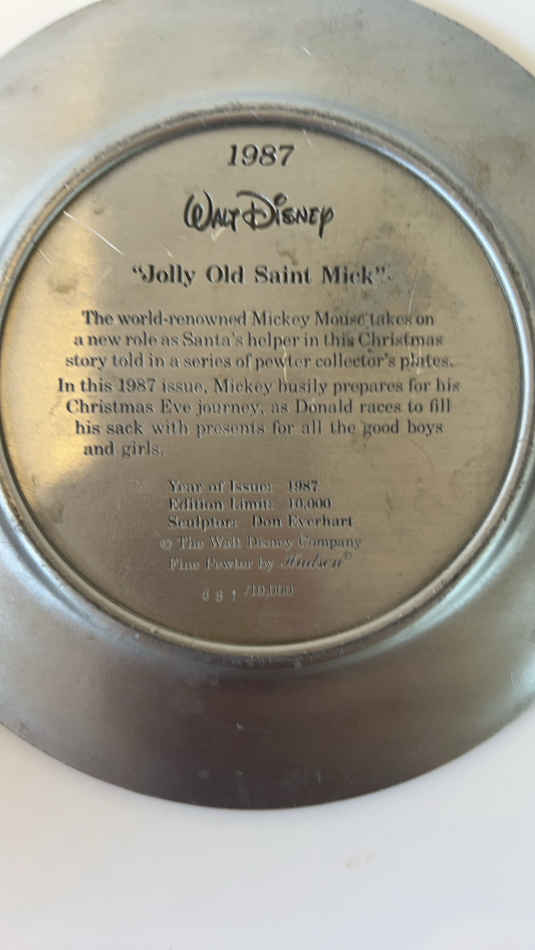 1987
Walt Disney
"Jolly Old Saint Mick"
The world-renowned Mickey Mouse takes on
a new role as Santa's helper in this Christmas
story told in a series of pewter collector's plates.
In this 1987 issue, Mickey busily prepares for his
Christmas Eve journey, as Donald races to fill
his sack with presents for all the good boys
and girls.
Year of Issue: 1987
Edition Limit: 10,000
Sculptor: Don Everhart
© The Walt Disney Company
Fine Pewter by Hudson®
/10,000